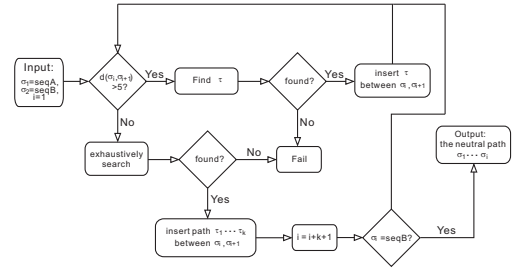 Input:
σ₁=seqA,
σ₂=seqB,
i=1
d(σᵢ,σᵢ₊₁)
>5?
Yes
Find τ
found?
Yes
insert τ
between σᵢ,σᵢ₊₁
No
No
exhaustively
search
found?
No
Fail
Output:
the neutral path
σ₁···σᵢ
Yes
insert path τ₁···τₖ
between σᵢ,σᵢ₊₁
i = i+k+1
σᵢ=seqB?
Yes